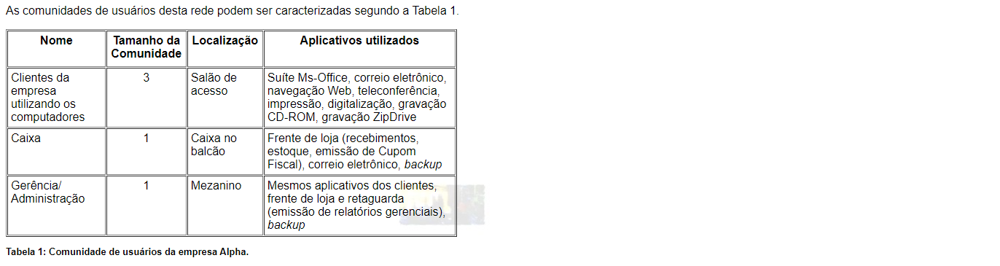 As comunidades de usuários desta rede podem ser caracterizadas segundo a Tabela 1.
Nome
Tamanho da
Comunidade
Localização
Aplicativos utilizados
Clientes da
empresa
utilizando os
computadores
3
Salão de
acesso
Suíte Ms-Office, correio eletrônico,
navegação Web, teleconferência,
impressão, digitalização, gravação
CD-ROM, gravação ZipDrive
Caixa
1
Caixa no
balcão
Frente de loja (recebimentos,
estoque, emissão de Cupom
Fiscal), correio eletrônico, backup
Gerência/
Administração
1
Mezanino
Mesmos aplicativos dos clientes,
frente de loja e retaguarda
(emissão de relatórios gerenciais),
backup
Tabela 1: Comunidade de usuários da empresa Alpha.